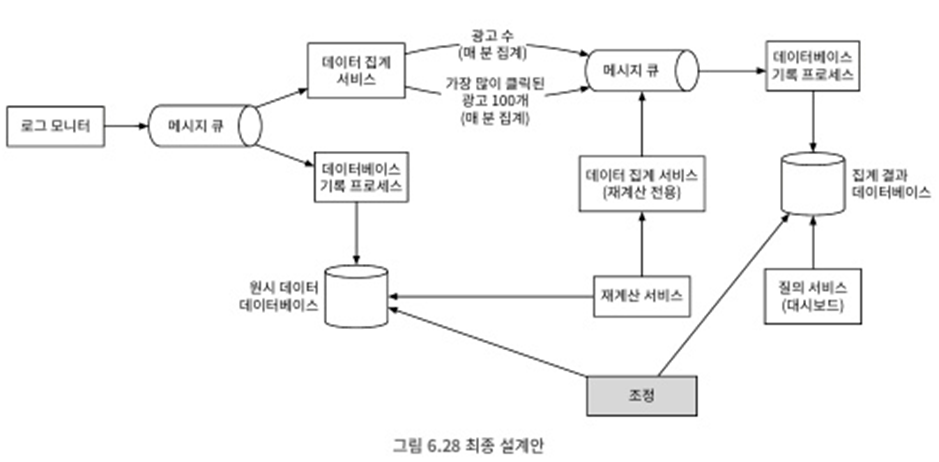 로그 모니터
메시지 큐
데이터 집계
서비스
광고 수
(매 분 집계)
가장 많이 클릭된
광고 100개
(매 분 집계)
메시지 큐
데이터베이스
기록 프로세스
데이터베이스
기록 프로세스
데이터 집계 서비스
(재계산 전용)
집계 결과
데이터베이스
원시 데이터
데이터베이스
재계산 서비스
질의 서비스
(대시보드)
조정
그림 6.28 최종 설계안